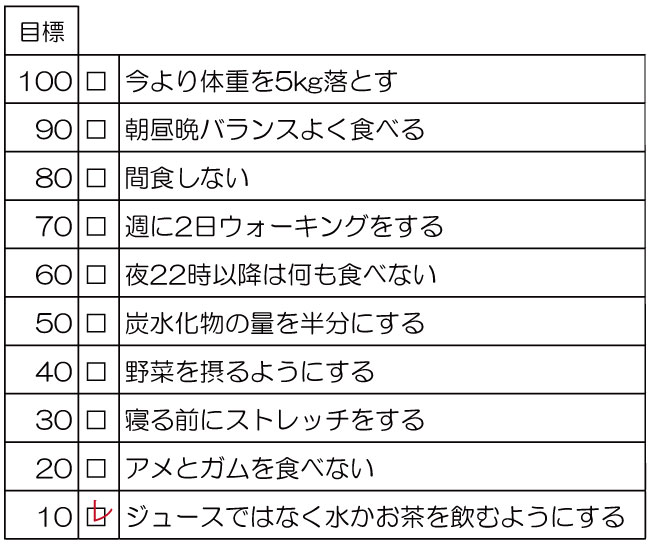 目標
100 □ 今より体重を5kg落とす
90 □ 朝昼晩バランスよく食べる
80 □ 間食しない
70 □ 週に2日ウォーキングをする
60 □ 夜22時以降は何も食べない
50 □ 炭水化物の量を半分にする
40 □ 野菜を摂るようにする
30 □ 寝る前にストレッチをする
20 □ アメとガムを食べない
10 ☑ ジュースではなく水かお茶を飲むようにする